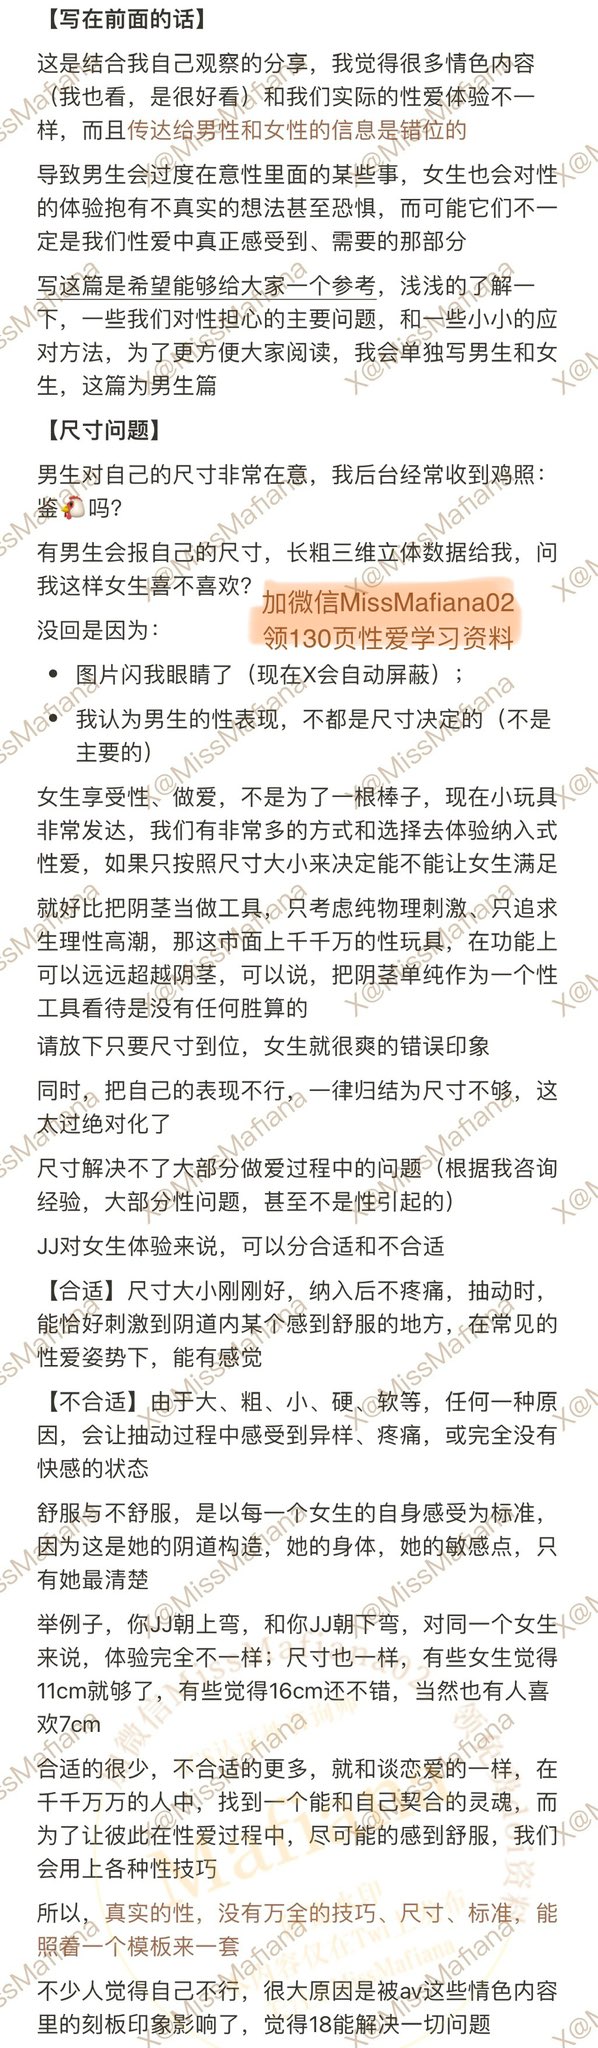 【写在前面的话】
这是结合我自己观察的分享，我觉得很多情色内容
（我也看，是很好看）和我们实际的性爱体验不一
样，而且传达给男性和女性的信息是错位的
导致男生会过度在意性里面的某些事，女生也会对性
的体验抱有不真实的想法甚至恐惧，而可能它们不一
定是我们性爱中真正感受到、需要的那部分
写这篇是希望能够给大家一个参考，浅浅的了解一
下，一些我们对性担心的主要问题，和一些小小的应
对方法，为了更方便大家阅读，我会单独写男生和女
生，这篇为男生篇
【尺寸问题】
男生对自己的尺寸非常在意，我后台经常收到鸡照：
鉴🐔吗？
有男生会报自己的尺寸，长粗三维立体数据给我，问
我这样女生喜不喜欢？
加微信MissMafiana02
领130页性爱学习资料
没回是因为：
• 图片闪我眼睛了（现在X会自动屏蔽）；
• 我认为男生的性表现，不都是尺寸决定的（不是
主要的）
女生享受性、做爱，不是为了一根棒子，现在小玩具
非常发达，我们有非常多的方式和选择去体验纳入式
性爱，如果只按照尺寸大小来决定能不能让女生满足
就好比把阴茎当做工具，只考虑纯物理刺激、只追求
生理性高潮，那这市面上千千万的性玩具，在功能上
可以远远超越阴茎，可以说，把阴茎单纯作为一个性
工具看待是没有任何胜算的
请放下只要尺寸到位，女生就很爽的错误印象
同时，把自己的表现不行，一律归结为尺寸不够，这
太过绝对化了
尺寸解决不了大部分做爱过程中的问题（根据我咨询
经验，大部分性问题，甚至不是性引起的）
JJ对女生体验来说，可以分合适和不合适
【合适】尺寸大小刚刚好，纳入后不疼痛，抽动时，
能恰好刺激到阴道内某个感到舒服的地方，在常见的
性爱姿势下，能有感觉
【不合适】由于大、粗、小、硬、软等，任何一种原
因，会让抽动过程中感受到异样、疼痛，或完全没有
快感的状态
舒服与不舒服，是以每一个女生的自身感受为标准，
因为这是她的阴道构造，她的身体，她的敏感点，只
有她最清楚
举例子，你JJ朝上弯，和你JJ朝下弯，对同一个女生
来说，体验完全不一样；尺寸也一样，有些女生觉得
11cm就够了，有些觉得16cm还不错，当然也有人喜
欢7cm
合适的很少，不合适的更多，就和谈恋爱的一样，在
千千万万的人中，找到一个能和自己契合的灵魂，而
为了让彼此在性爱过程中，尽可能的感到舒服，我们
会用上各种性技巧
所以，真实的性，没有万全的技巧、尺寸、标准，能
照着一个模板来一套
不少人觉得自己不行，很大原因是被av这些情色内容
里的刻板印象影响了，觉得18能解决一切问题
X@MissMafiana